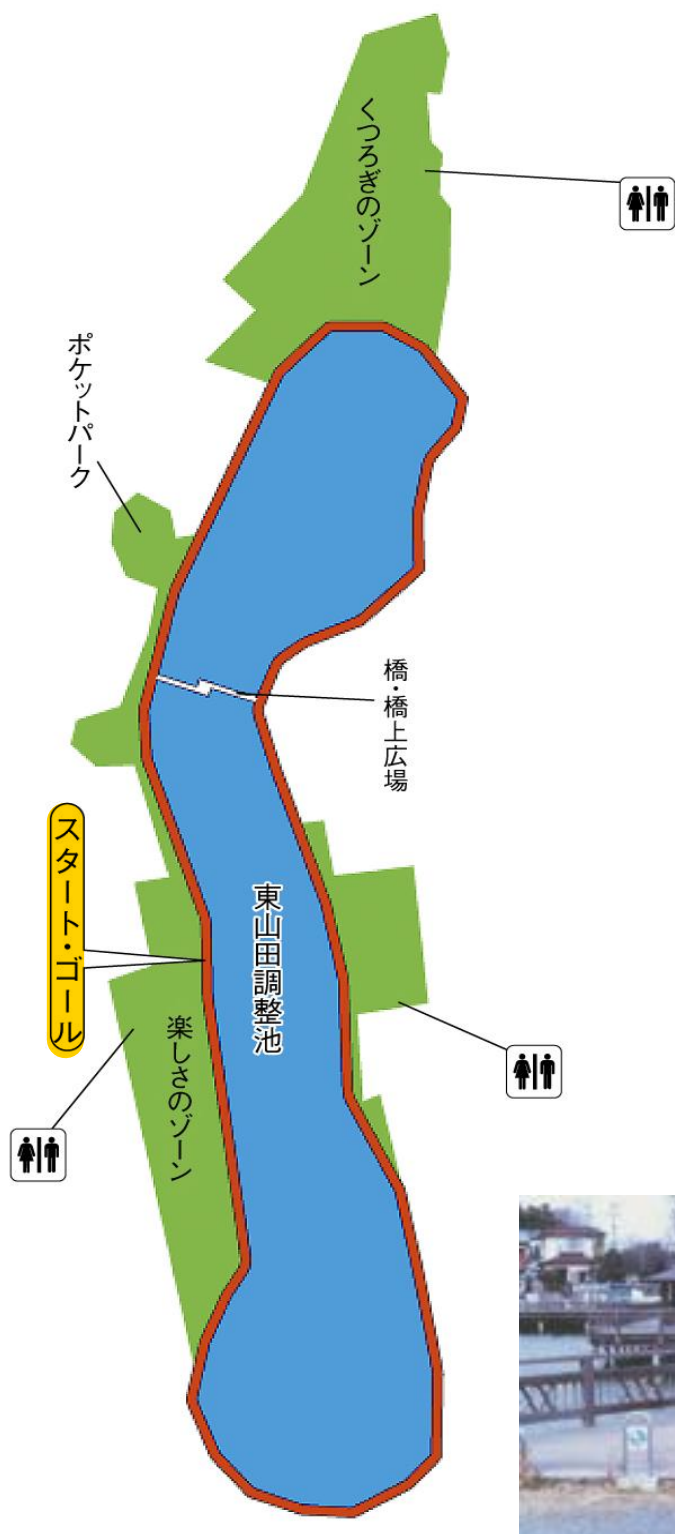 くつろぎのゾーン
ポケットパーク
橋・橋上広場
スタート・ゴール
東山田調整池
楽しさのゾーン